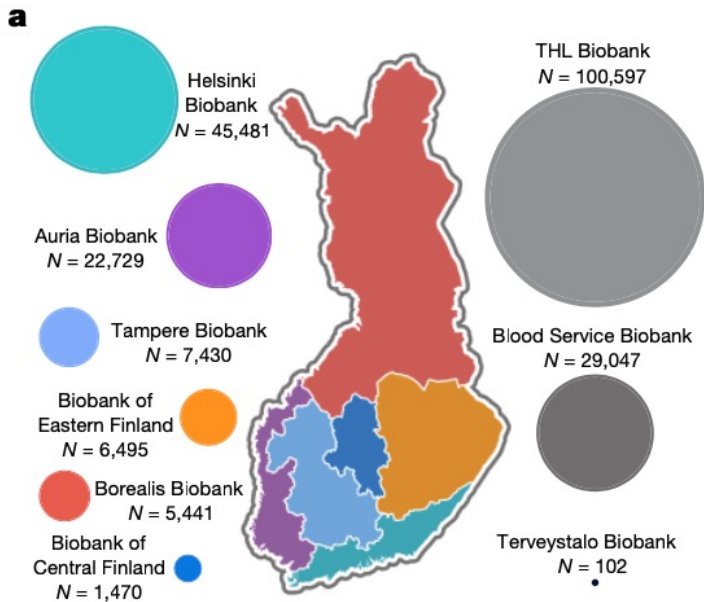 a
Helsinki
Biobank
N = 45,481
Auria Biobank
N = 22,729
Tampere Biobank
N = 7,430
Biobank of
Eastern Finland
N = 6,495
Borealis Biobank
N = 5,441
Biobank of
Central Finland
N = 1,470
THL Biobank
N = 100,597
Blood Service Biobank
N = 29,047
Terveystalo Biobank
N = 102